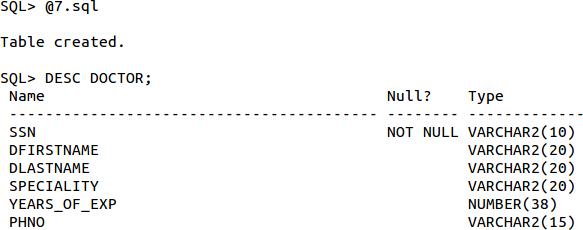 SQL> @7.sql
Table created.
SQL> DESC DOCTOR;
Name Null? Type
----------------------------------------- -------- ----------------------------
SSN NOT NULL VARCHAR2(10)
DFIRSTNAME VARCHAR2(20)
DLASTNAME VARCHAR2(20)
SPECIALITY VARCHAR2(20)
YEARS_OF_EXP NUMBER(38)
PHNO VARCHAR2(15)